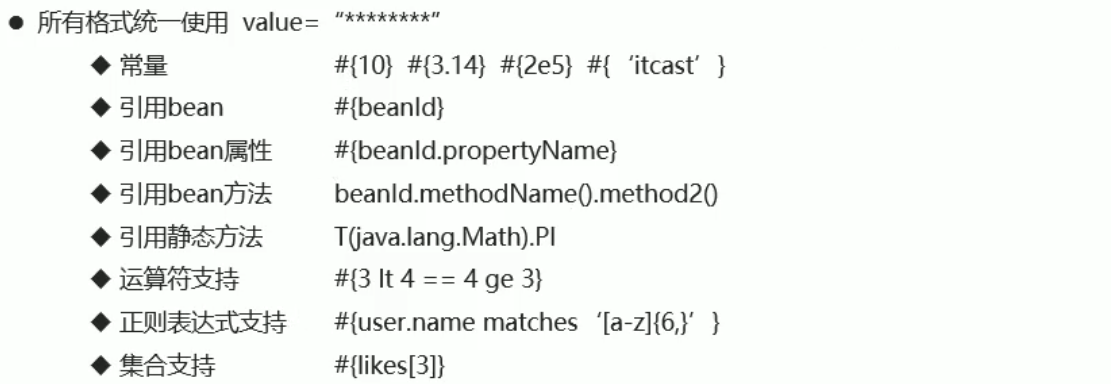 ● 所有格式统一使用 value= “********”
◆ 常量 #{10} #{3.14} #{2e5} #{ ‘itcast’ }
◆ 引用bean #{beanId}
◆ 引用bean属性 #{beanId.propertyName}
◆ 引用bean方法 beanId.methodName().method2()
◆ 引用静态方法 T(java.lang.Math).PI
◆ 运算符支持 #{3 lt 4 == 4 ge 3}
◆ 正则表达式支持 #{user.name matches ‘[a-z]{6,}’ }
◆ 集合支持 #{likes[3]}